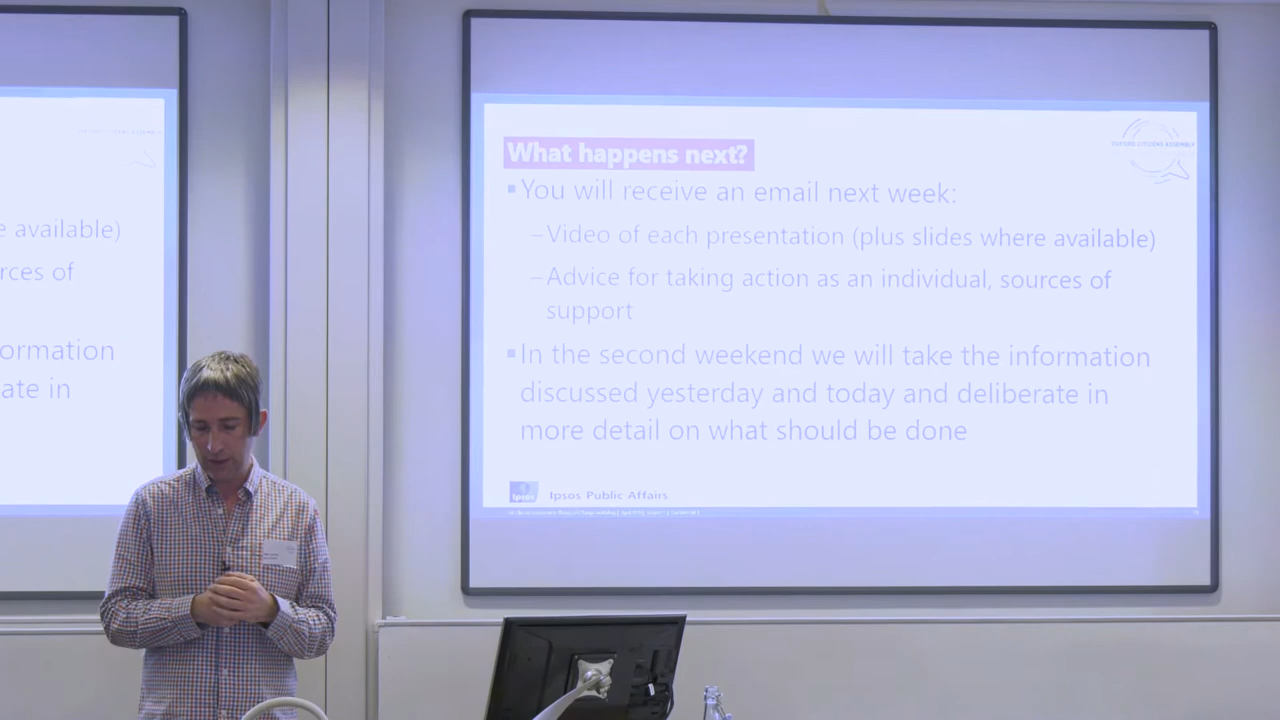 What happens next?
OXFORD CITIZENS ASSEMBLY
▪You will receive an email next week:
–Video of each presentation (plus slides where available)
–Advice for taking action as an individual, sources of
support
▪In the second weekend we will take the information
discussed yesterday and today and deliberate in
more detail on what should be done
Ipsos
Ipsos Public Affairs
e available)
rces of
ormation
ate in